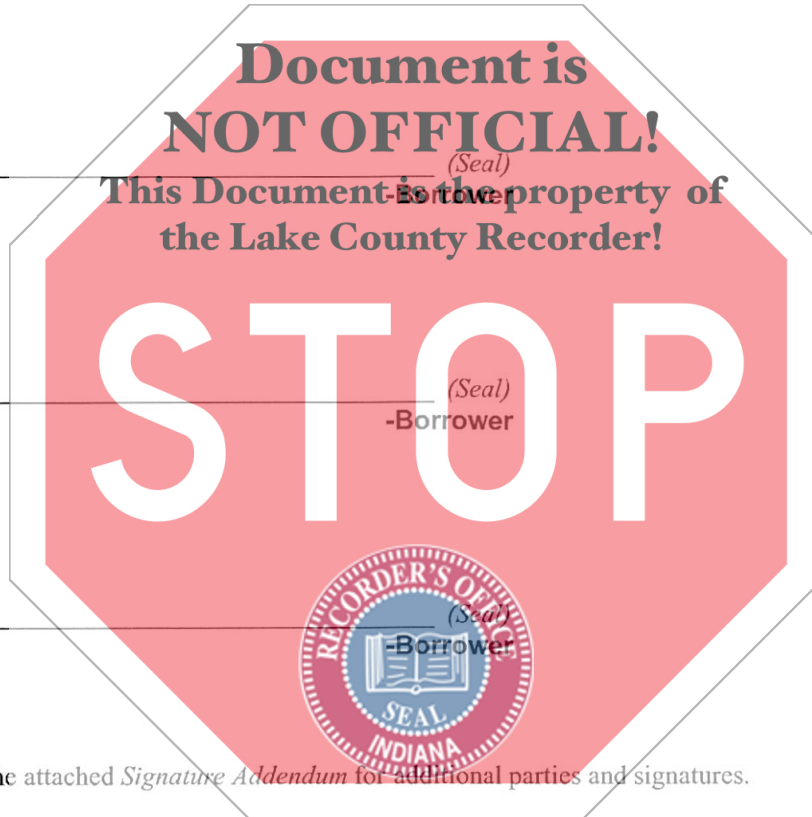 Document is
NOT OFFICIAL!
(Seal)
This Document is the property of
-Borrower
the Lake County Recorder!
STOP
(Seal)
-Borrower
RECORDER'S OFFICE
(Seal)
-Borrower
SEAL
INDIANA
attached Signature Addendum for additional parties and signatures.